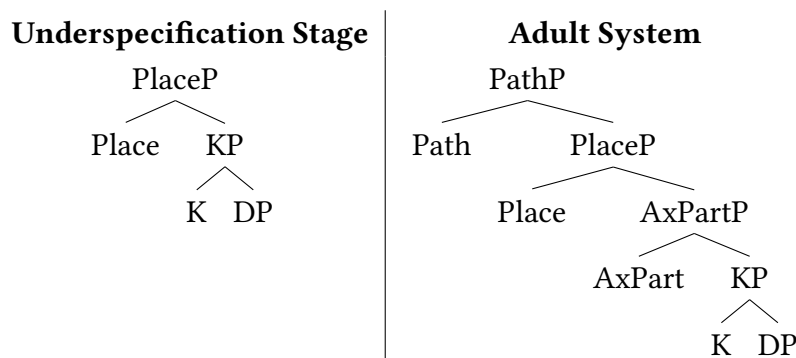 Underspecification Stage
PlaceP
Place KP
K DP
Adult System
PathP
Path PlaceP
Place AxPartP
AxPart KP
K DP